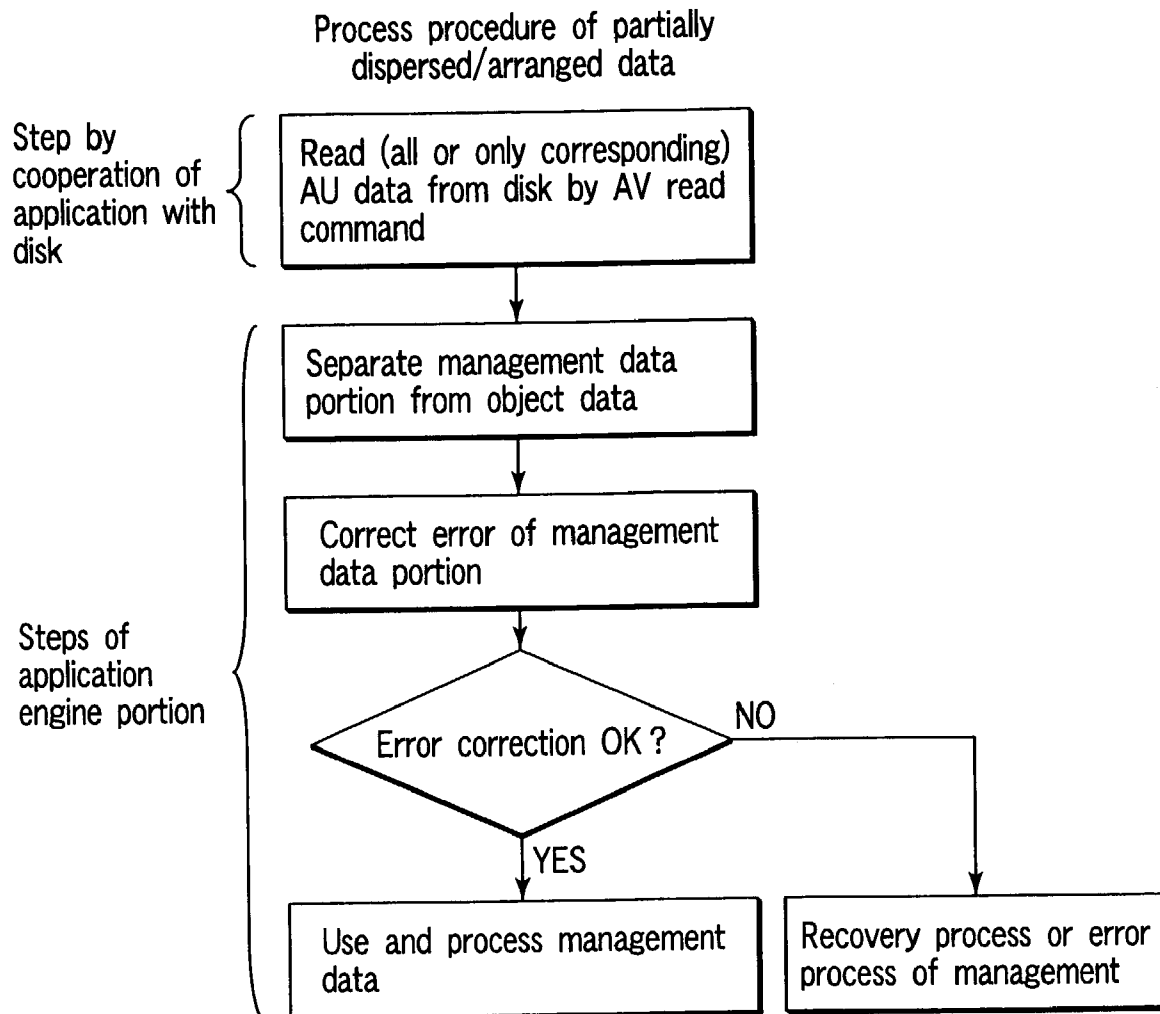 Process procedure of partially
dispersed/arranged data
Step by
cooperation of
application with
disk
Read (all or only corresponding)
AU data from disk by AV read
command
Separate management data
portion from object data
Correct error of management
data portion
Steps of
application
engine portion
Error correction OK?
NO
YES
Use and process management
data
Recovery process or error
process of management